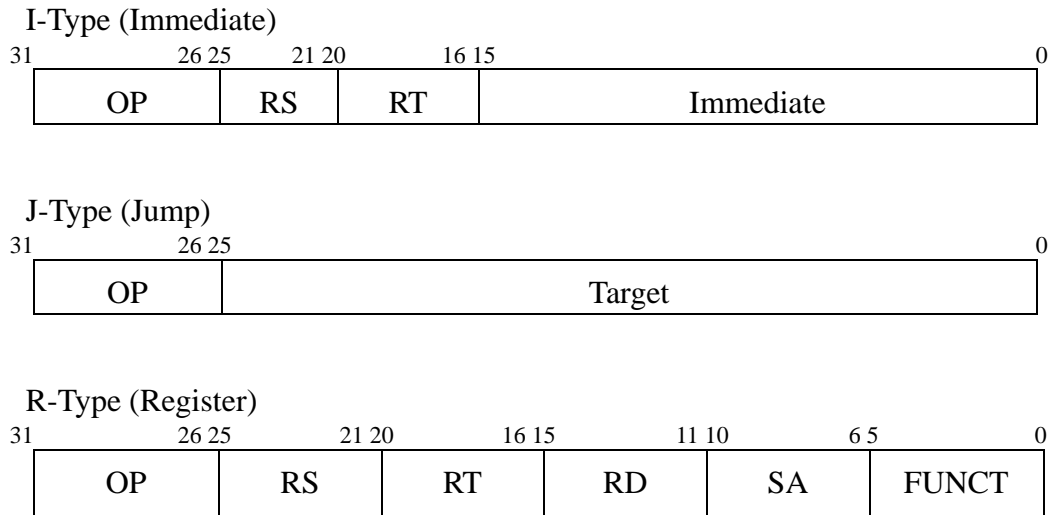 I-Type (Immediate)
31 26 25 21 20 16 15 0
OP RS RT Immediate
J-Type (Jump)
31 26 25 0
OP Target
R-Type (Register)
31 26 25 21 20 16 15 11 10 6 5 0
OP RS RT RD SA FUNCT